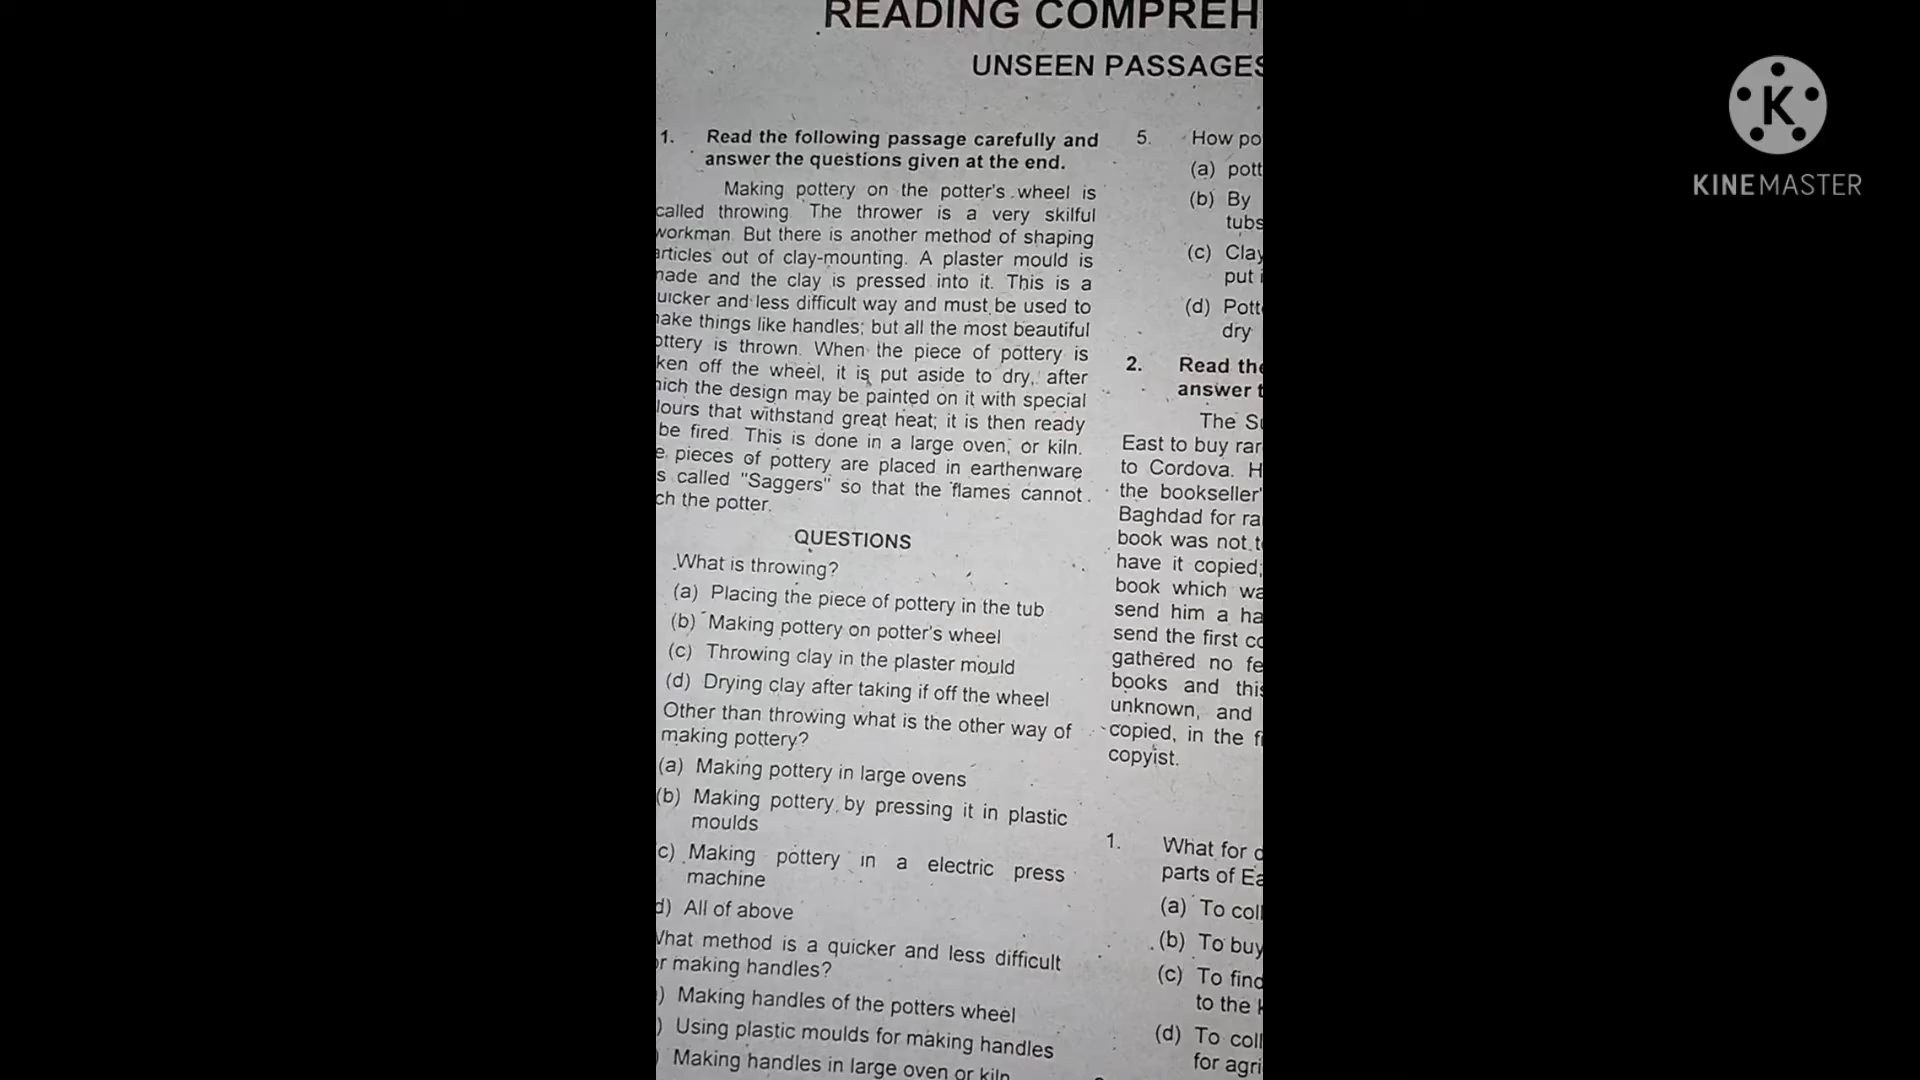 READING COMPREH
UNSEEN PASSAGES
1. Read the following passage carefully and
answer the questions given at the end.
Making pottery on the potter's wheel is
called throwing. The thrower is a very skilful
workman. But there is another method of shaping
articles out of clay-mounting. A plaster mould is
made and the clay is pressed into it. This is a
uicker and less difficult way and must be used to
ake things like handles; but all the most beautiful
ottery is thrown. When the piece of pottery is
ken off the wheel, it is put aside to dry, after
hich the design may be painted on it with special
lours that withstand great heat; it is then ready
be fired. This is done in a large oven, or kiln.
e pieces of pottery are placed in earthenware
s called "Saggers" so that the flames cannot
ch the potter.
QUESTIONS
What is throwing?
(a) Placing the piece of pottery in the tub
(b) Making pottery on potter's wheel
(c) Throwing clay in the plaster mould
(d) Drying clay after taking if off the wheel
Other than throwing what is the other way of
making pottery?
(a) Making pottery in large ovens
(b) Making pottery by pressing it in plastic
moulds
c) Making pottery in a electric press
machine
d) All of above
What method is a quicker and less difficult
or making handles?
) Making handles of the potters wheel
) Using plastic moulds for making handles
) Making handles in large oven or kiln
5. How po
(a) pott
(b) By
tubs
(c) Clay
put i
(d) Pott
dry
2. Read the
answer t
The Su
East to buy rar
to Cordova. H
the bookseller'
Baghdad for ra
book was not t
have it copied;
book which wa
send him a ha
send the first co
gathered no fe
books and this
unknown, and
copied, in the fi
copyist.
1. What for d
parts of Ea
(a) To coll
(b) To buy
(c) To find
to the k
(d) To coll
for agri
K
KINEMASTER